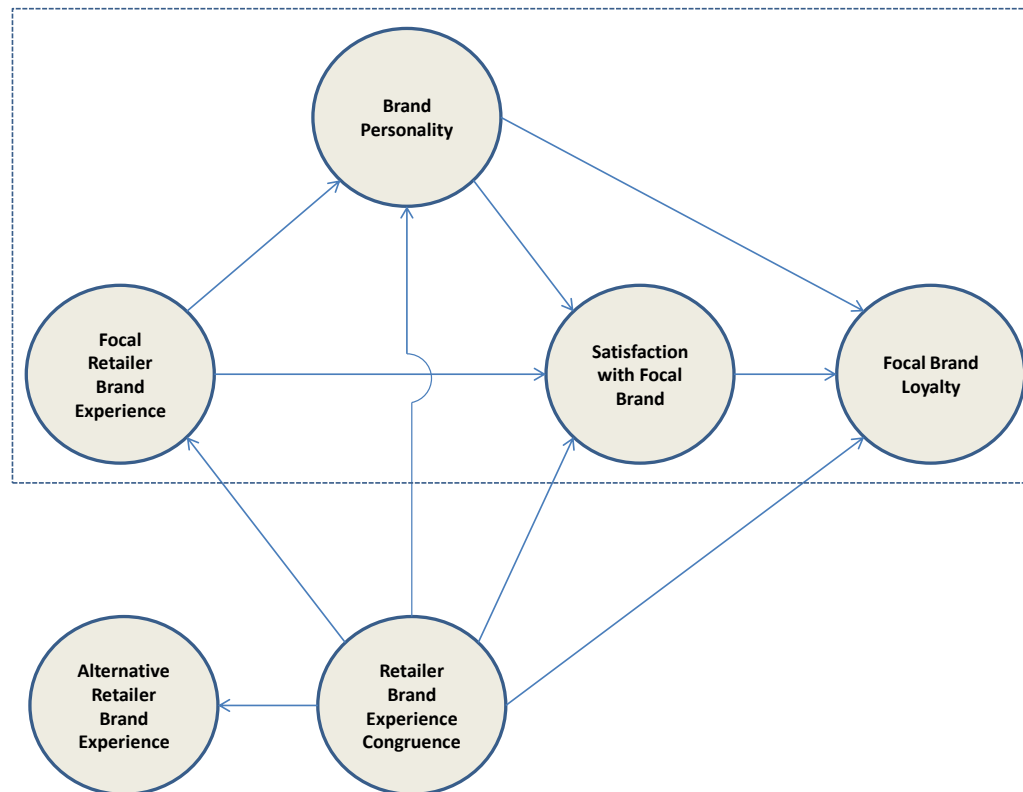 Brand
Personality
Focal
Retailer
Brand
Experience
Satisfaction
with Focal
Brand
Focal Brand
Loyalty
Alternative
Retailer
Brand
Experience
Retailer
Brand
Experience
Congruence